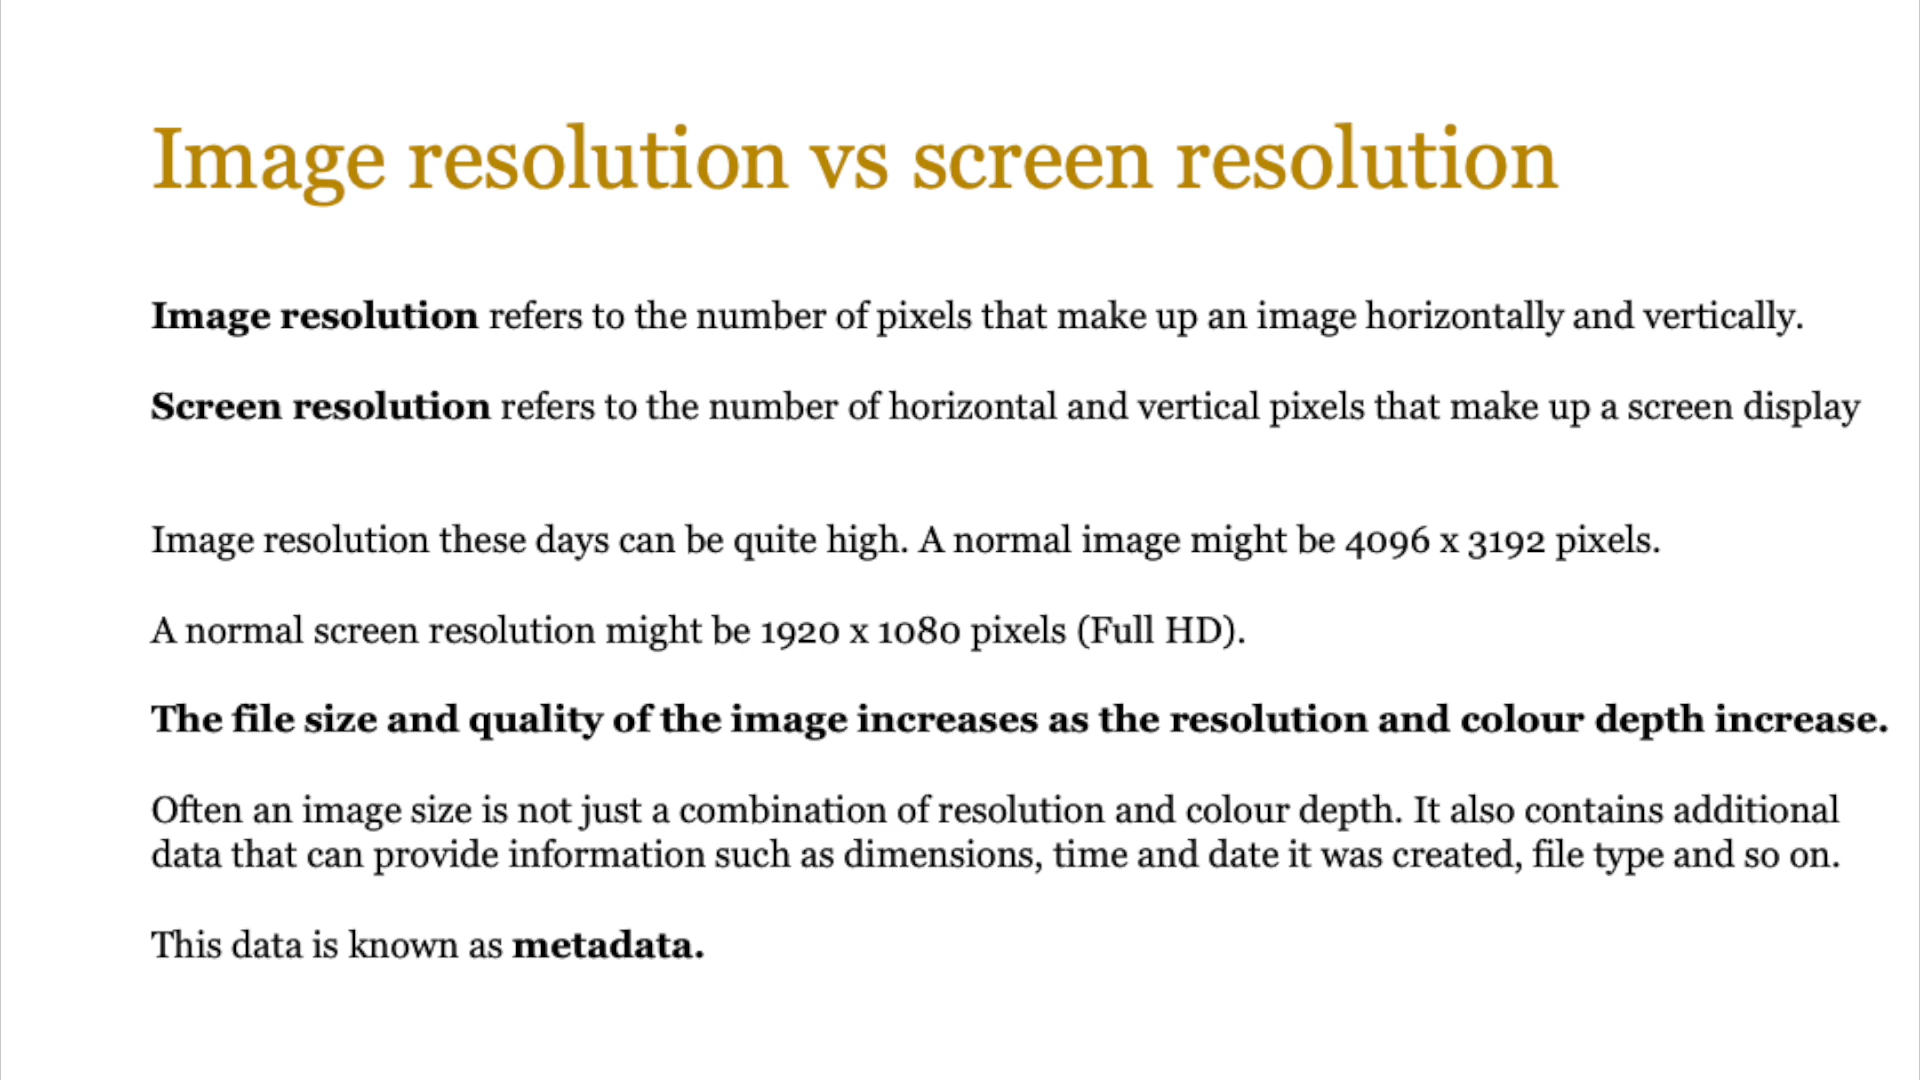 Image resolution vs screen resolution
Image resolution refers to the number of pixels that make up an image horizontally and vertically.
Screen resolution refers to the number of horizontal and vertical pixels that make up a screen display
Image resolution these days can be quite high. A normal image might be 4096 x 3192 pixels.
A normal screen resolution might be 1920 x 1080 pixels (Full HD).
The file size and quality of the image increases as the resolution and colour depth increase.
Often an image size is not just a combination of resolution and colour depth. It also contains additional
data that can provide information such as dimensions, time and date it was created, file type and so on.
This data is known as metadata.